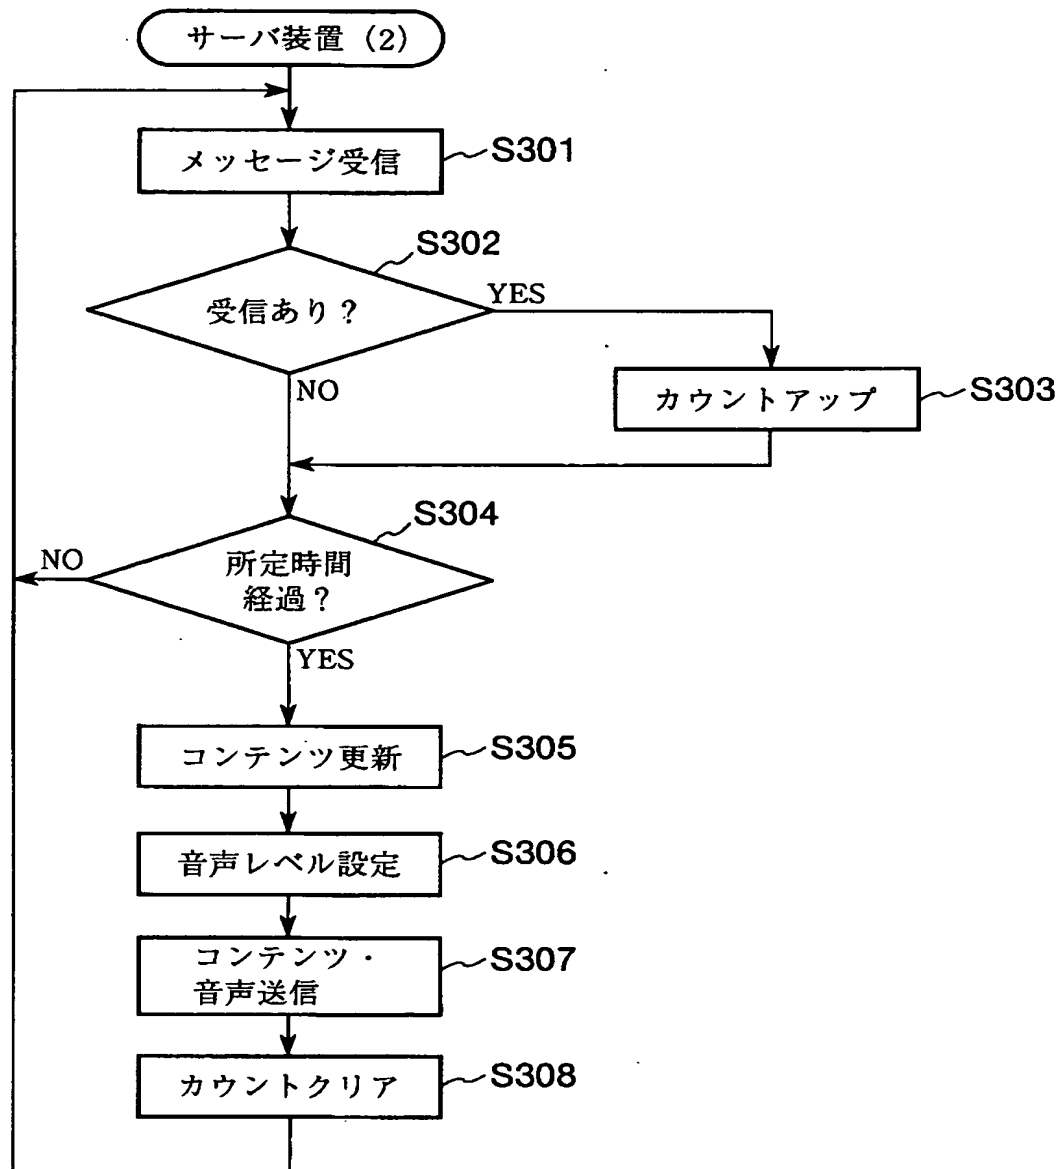 サーバ装置 (2)
メッセージ受信
S301
S302
受信あり?
YES
NO
カウントアップ
S303
S304
所定時間
経過?
NO
YES
コンテンツ更新
S305
音声レベル設定
S306
コンテンツ・
音声送信
S307
カウントクリア
S308